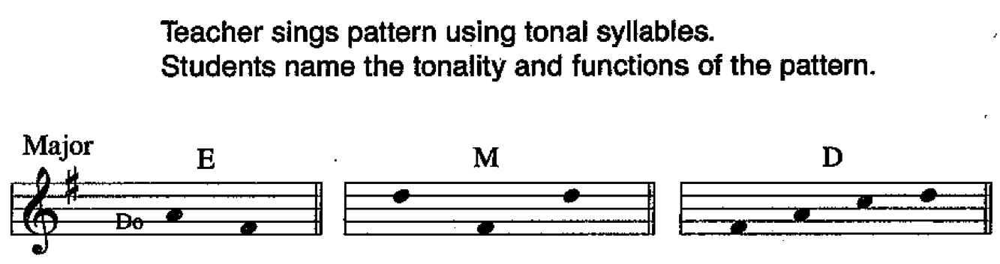 Teacher sings pattern using tonal syllables.
Students name the tonality and functions of the pattern.
Major
E
M
D
Do